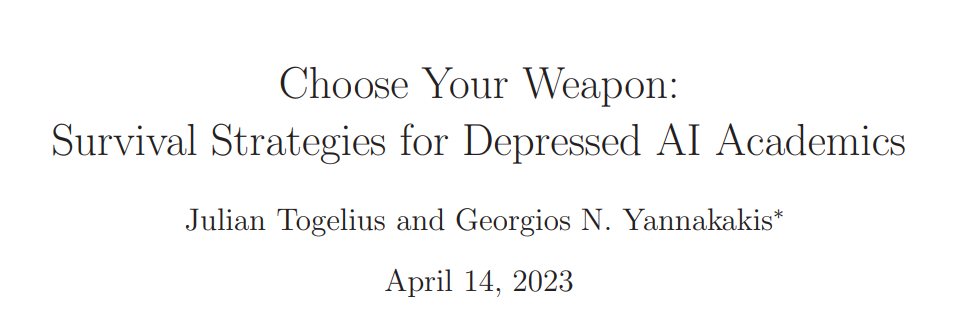 Choose Your Weapon:
Survival Strategies for Depressed AI Academics
Julian Togelius and Georgios N. Yannakakis*
April 14, 2023